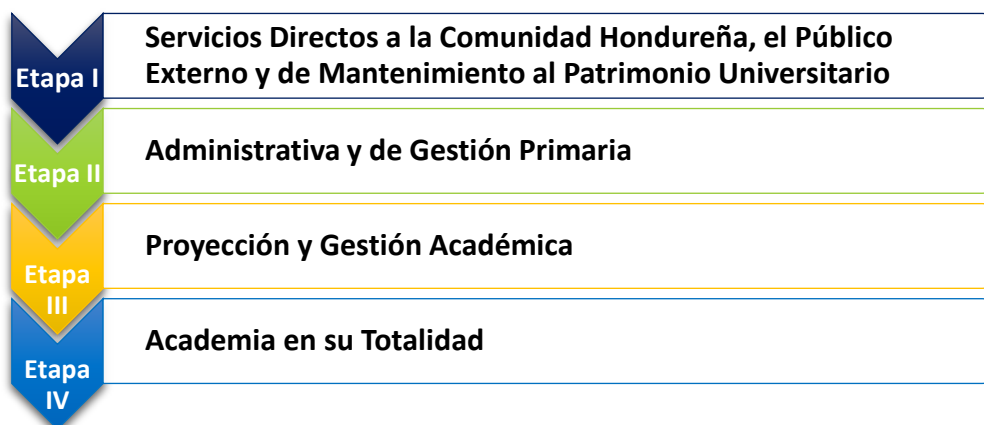 Etapa I
Servicios Directos a la Comunidad Hondureña, el Público
Externo y de Mantenimiento al Patrimonio Universitario
Etapa II
Administrativa y de Gestión Primaria
Etapa
III
Proyección y Gestión Académica
Etapa
IV
Academia en su Totalidad